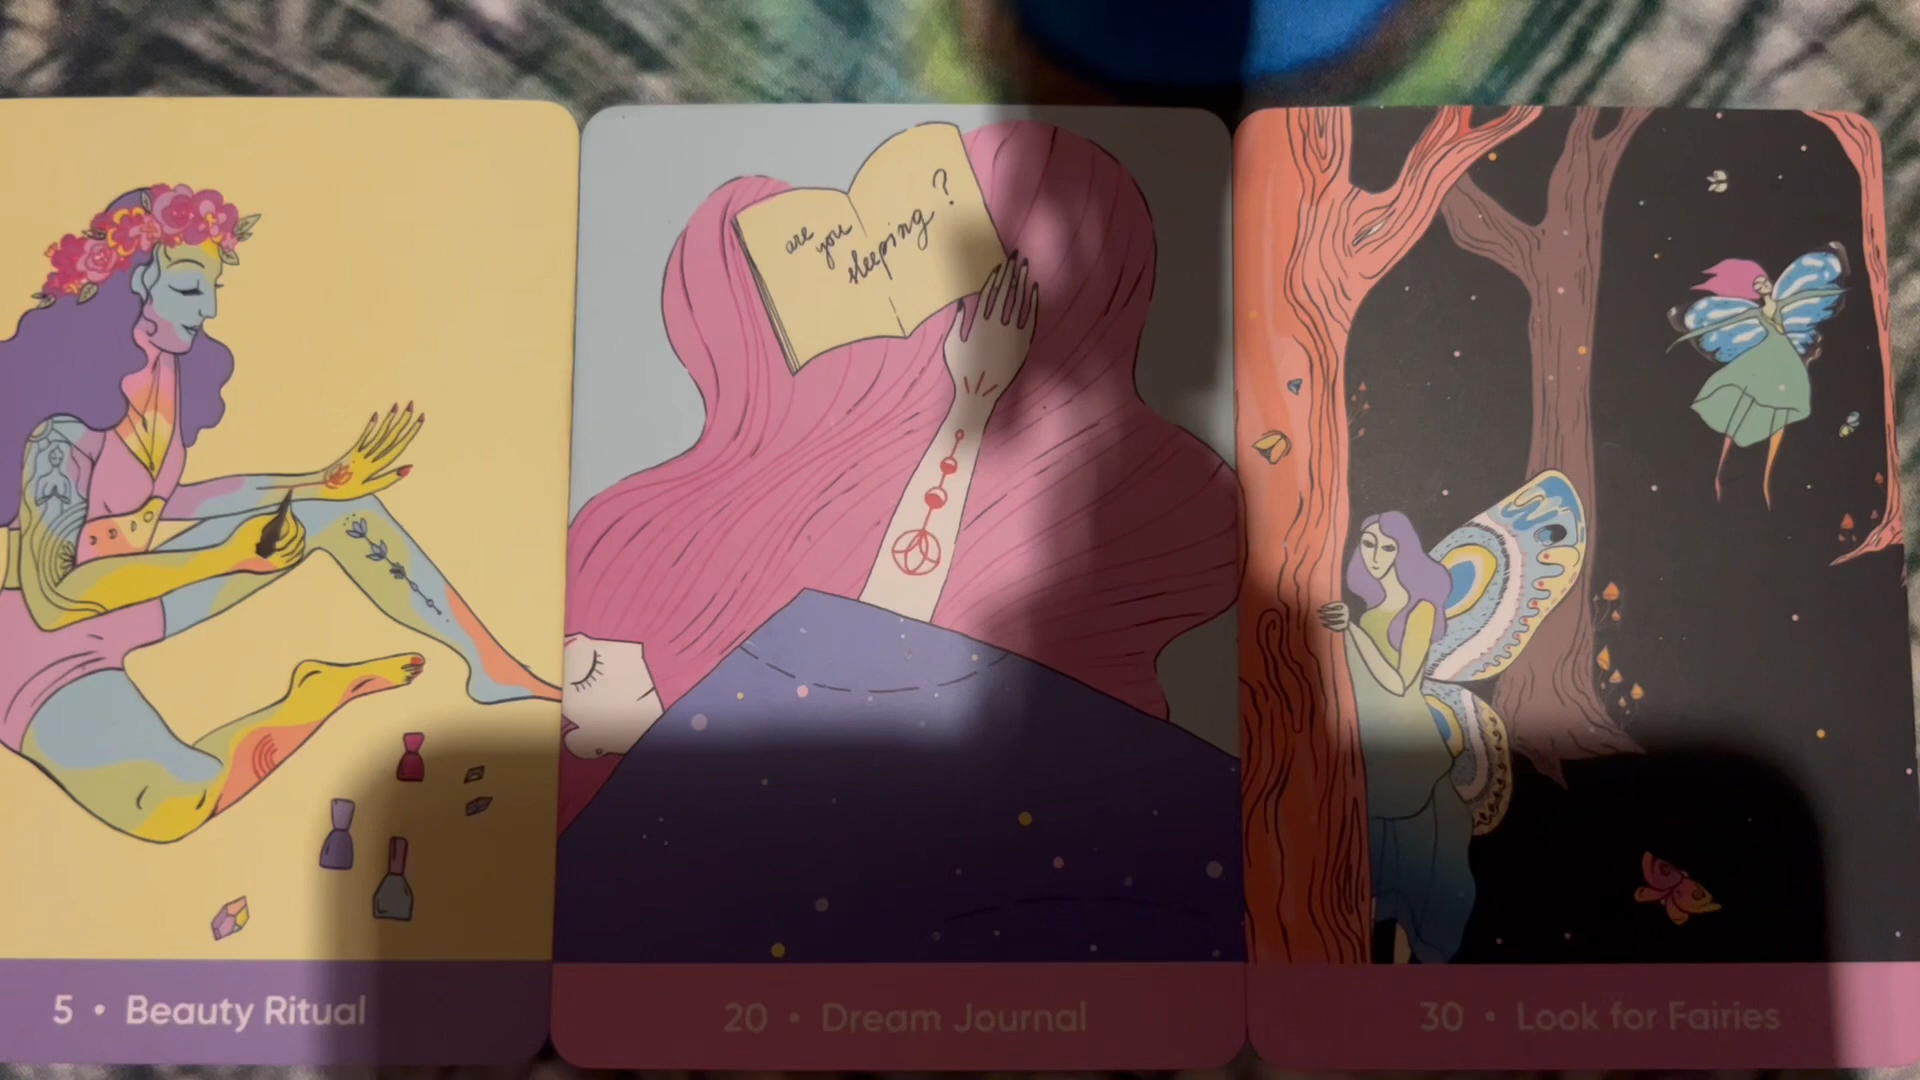 are you
sleeping ?
5 • Beauty Ritual
20 • Dream Journal
30 • Look for Fairies